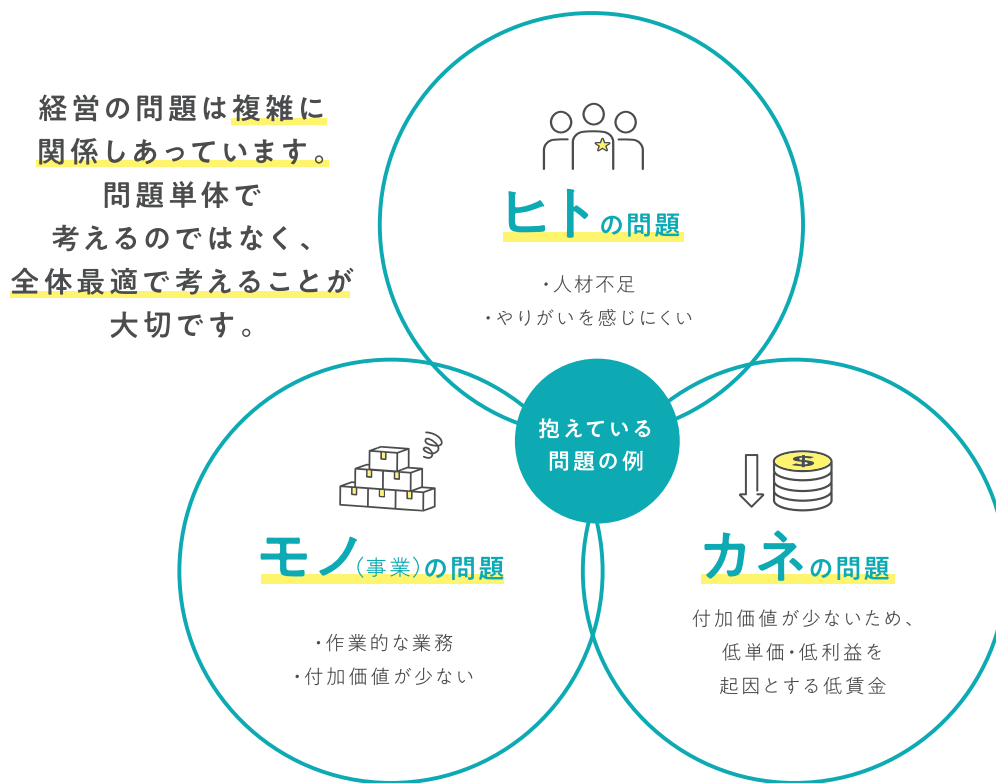 経営の問題は複雑に
関係しあっています。
問題単体で
考えるのではなく、
全体最適で考えることが
大切です。
ヒトの問題
・人材不足
・やりがいを感じにくい
抱えている
問題の例
モノ(事業)の問題
・作業的な業務
・付加価値が少ない
$
カネの問題
付加価値が少ないため、
低単価・低利益を
起因とする低賃金